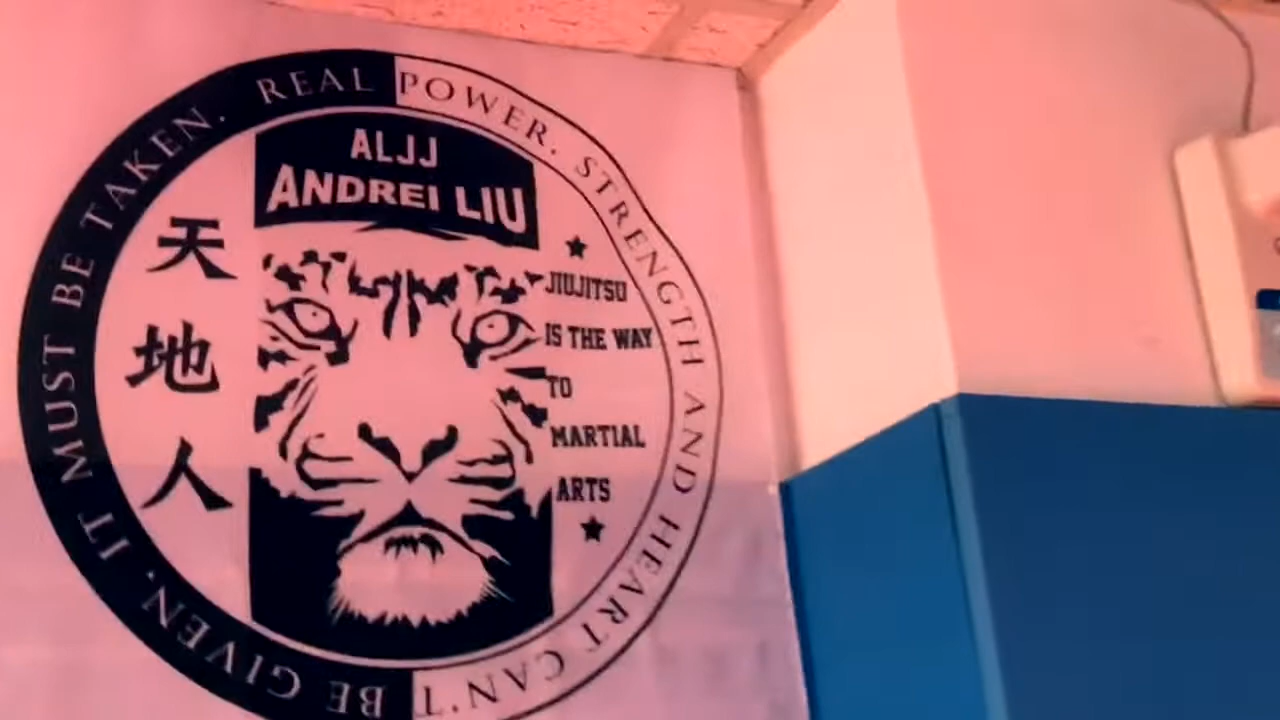 REAL POWER. STRENGTH AND HEART CAN'T BE GIVEN, IT MUST BE TAKEN.
ALJJ
ANDREI LIU
天
地
人
JIUJITSU
IS THE WAY
TO
MARTIAL
ARTS